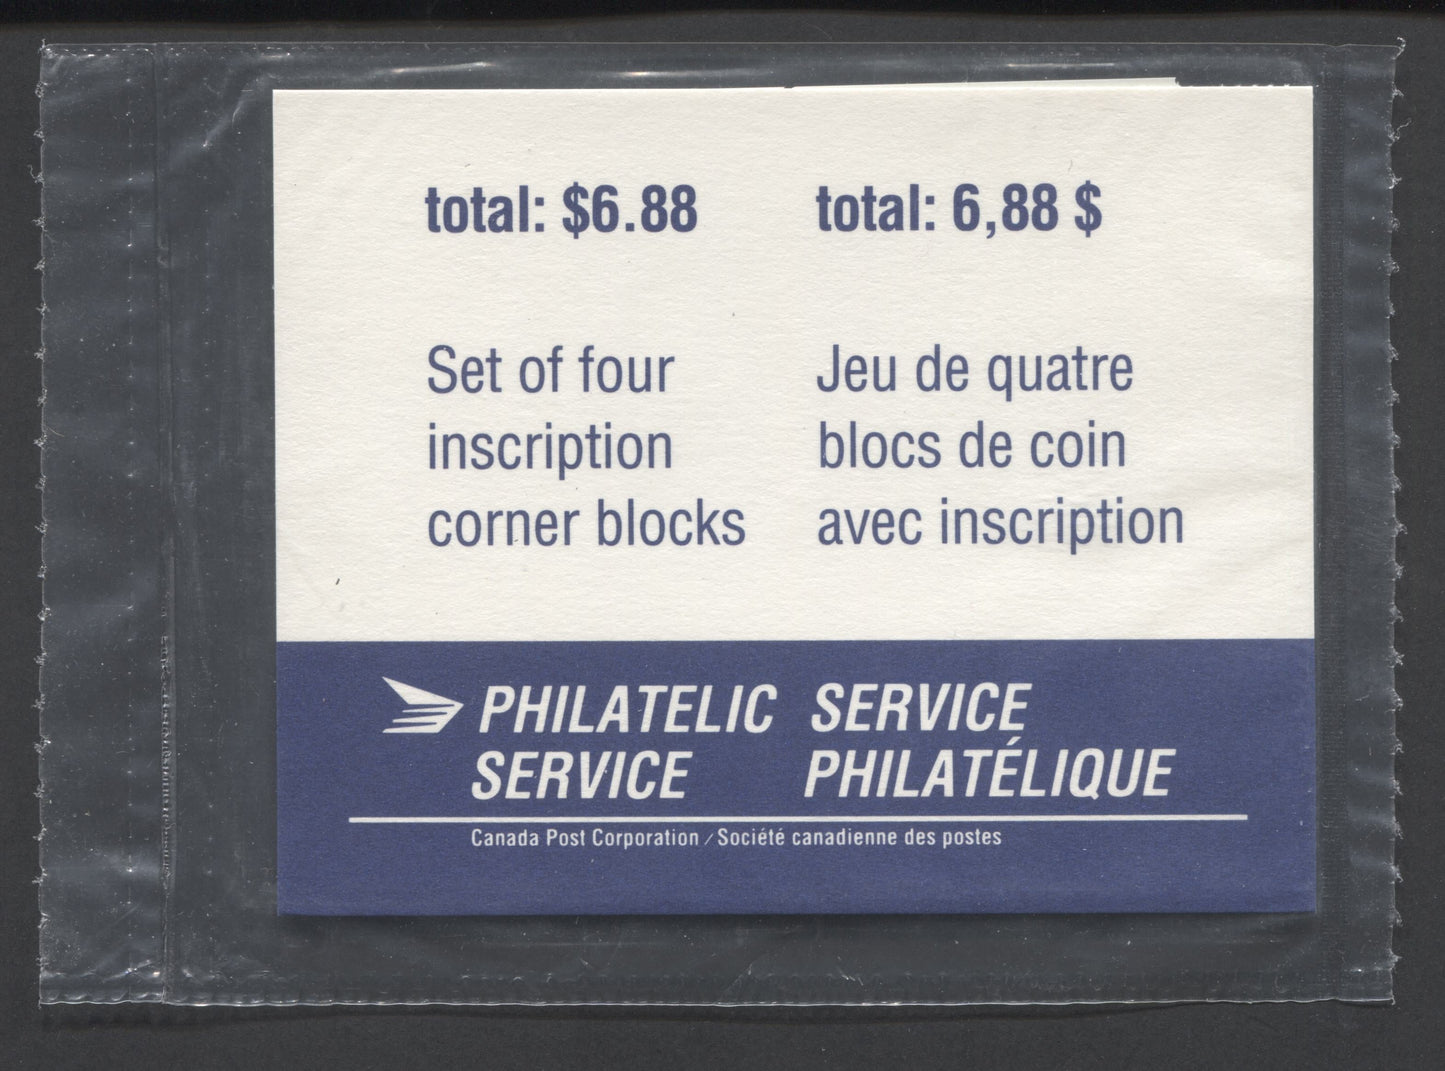 total: $6.88
Set of four
inscription
corner blocks
total: 6,88 $
Jeu de quatre
blocs de coin
avec inscription
PHILATELIC
SERVICE
SERVICE
PHILATÉLIQUE
Canada Post Corporation / Société canadienne des postes